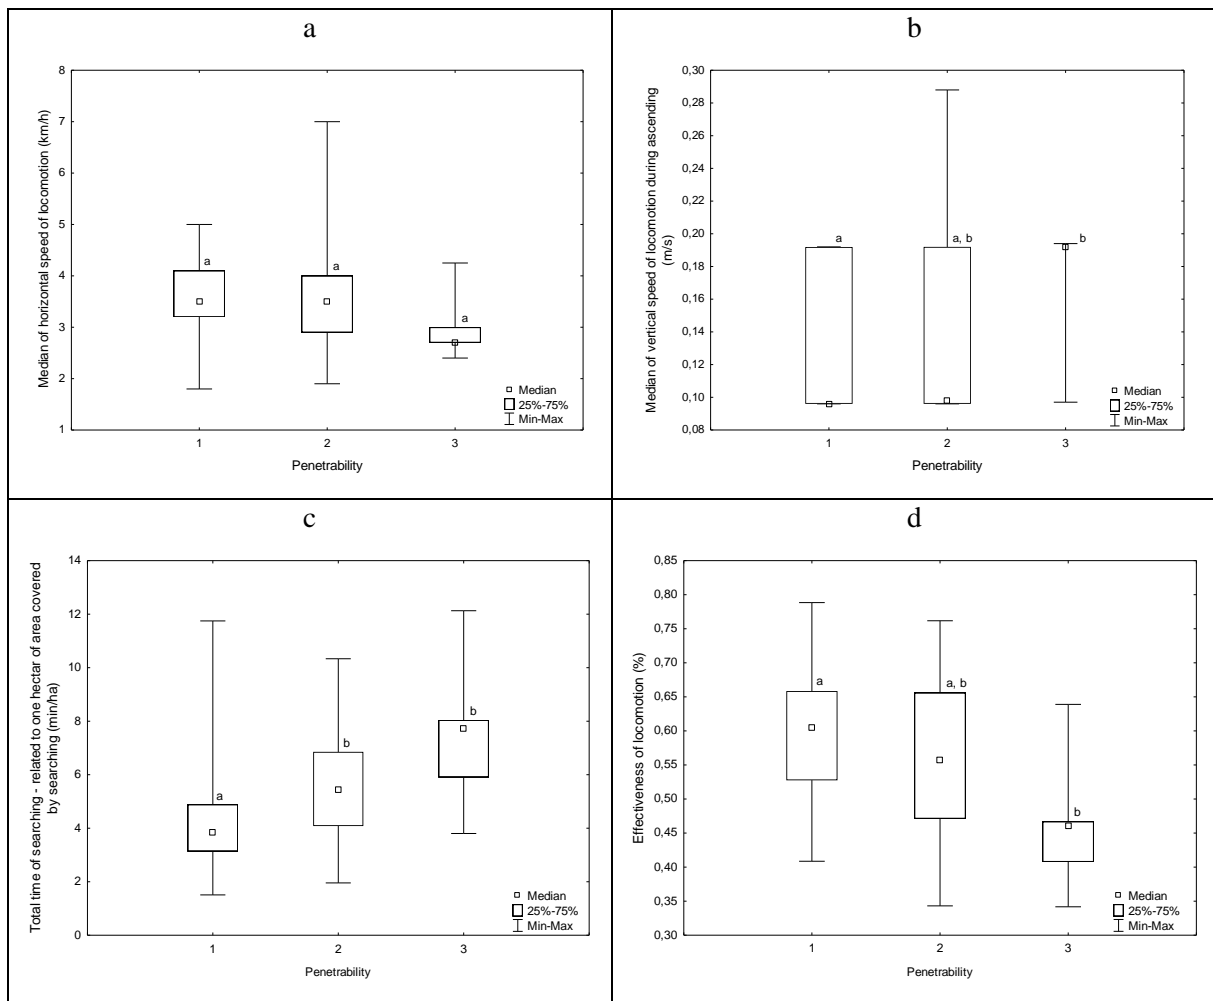 a
Median of horizontal speed of locomotion (km/h)
8
7
6
5
4
3
2
1
a
a
a
Median
25%-75%
Min-Max
1 2 3
Penetrability
b
Median of vertical speed of locomotion during ascending
(m/s)
0,30
0,28
0,26
0,24
0,22
0,20
0,18
0,16
0,14
0,12
0,10
0,08
a
a, b
b
Median
25%-75%
Min-Max
1 2 3
Penetrability
c
Total time of searching - related to one hectar of area covered
by searching (min/ha)
14
12
10
8
6
4
2
0
a
b
b
Median
25%-75%
Min-Max
1 2 3
Penetrability
d
Effectiveness of locomotion (%)
0,85
0,80
0,75
0,70
0,65
0,60
0,55
0,50
0,45
0,40
0,35
0,30
a
a, b
b
Median
25%-75%
Min-Max
1 2 3
Penetrability